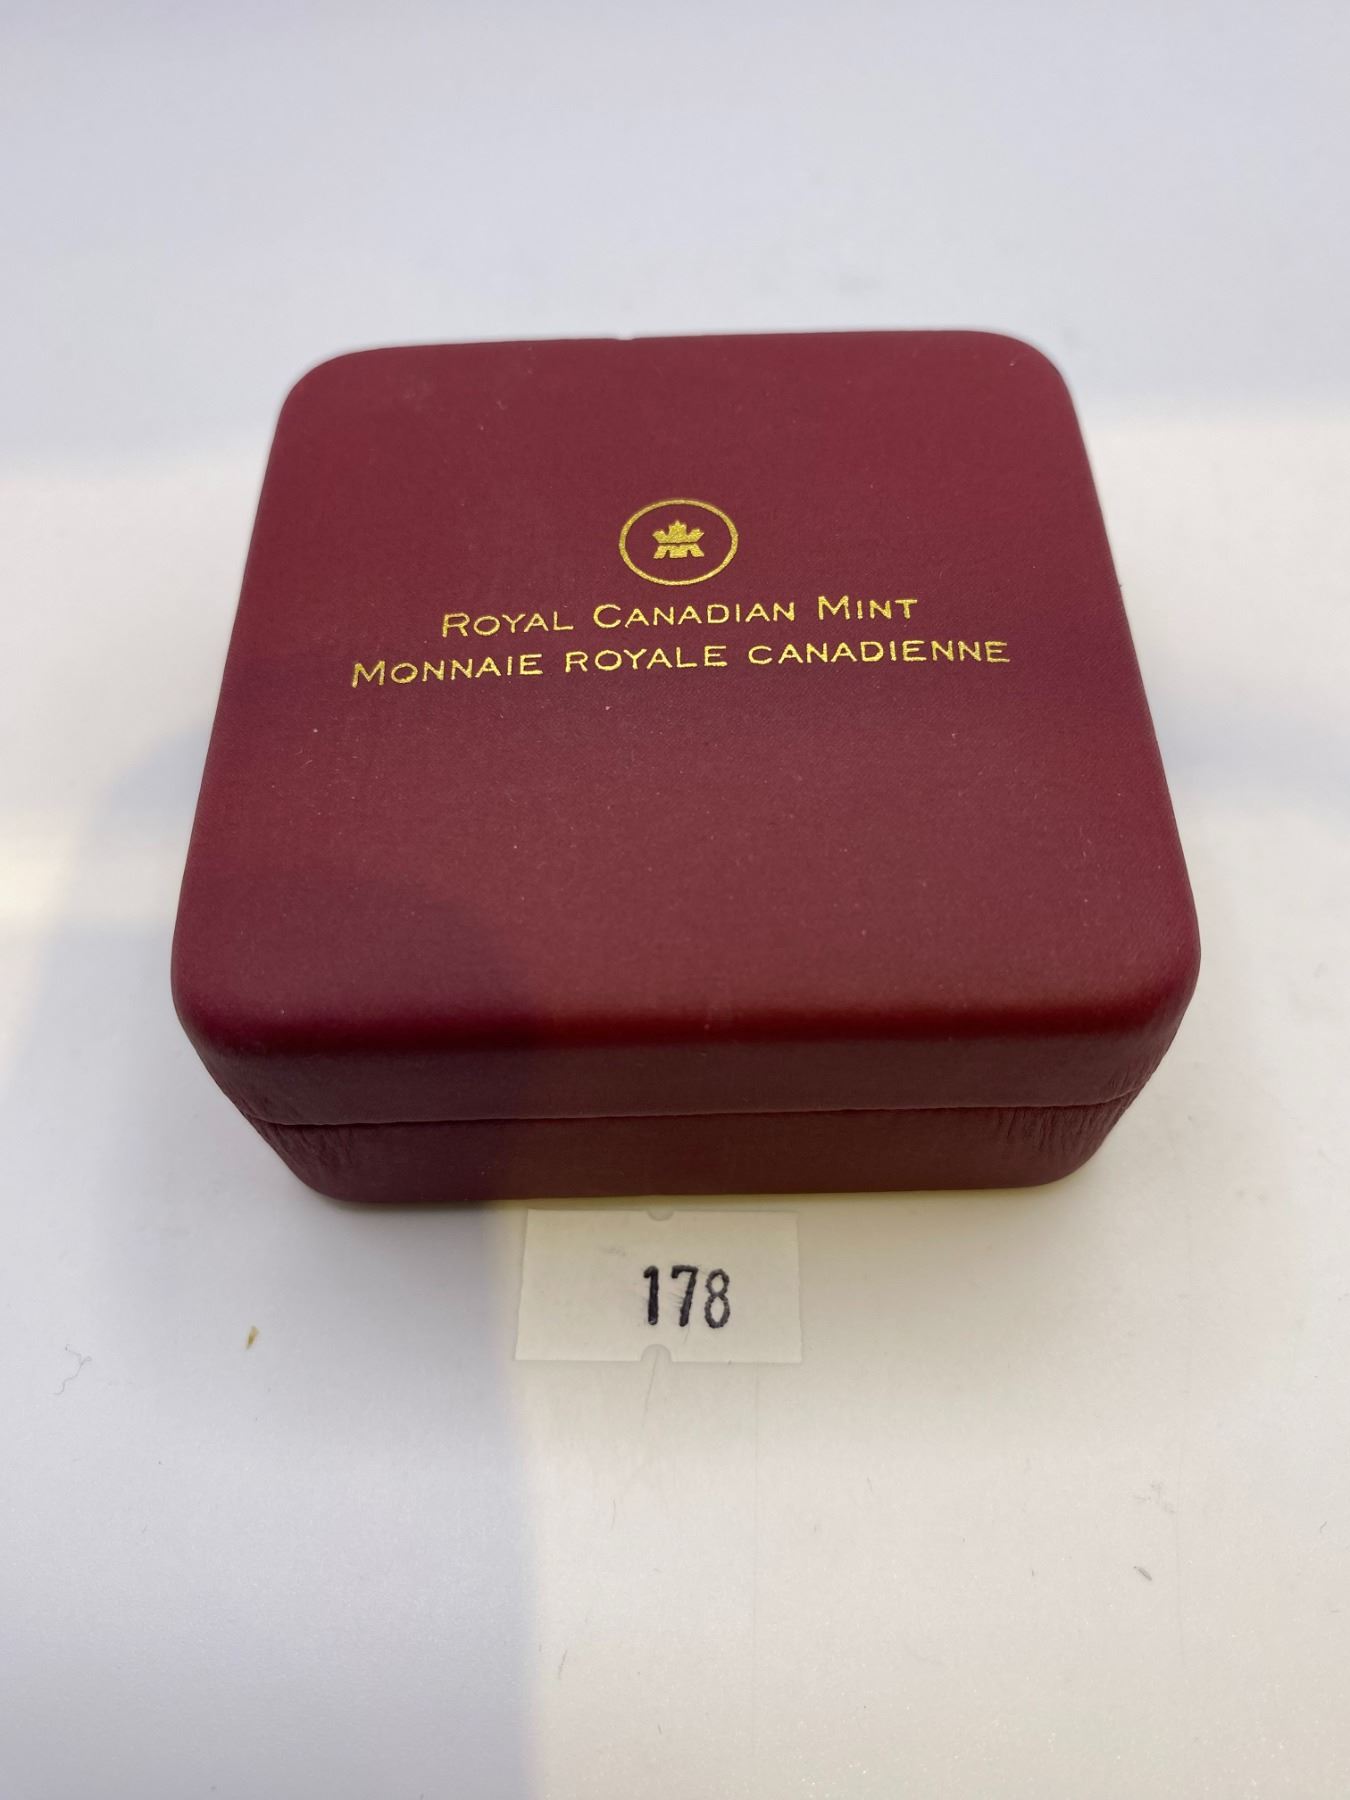 ROYAL CANADIAN MINT
MONNAIE ROYALE CANADIENNE
178